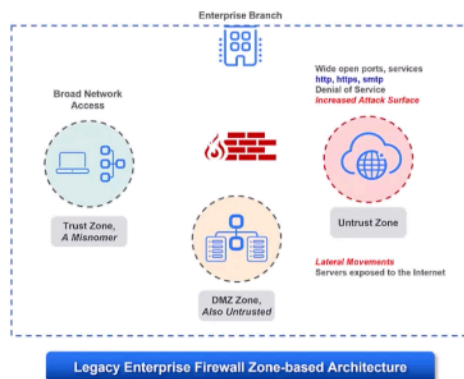 Enterprise Branch
Wide open ports, services
http, https, smtp
Denial of Service
Increased Attack Surface
Broad Network
Access
Trust Zone,
A Misnomer
Untrust Zone
DMZ Zone,
Also Untrusted
Lateral Movements
Servers exposed to the Internet
Legacy Enterprise Firewall Zone-based Architecture